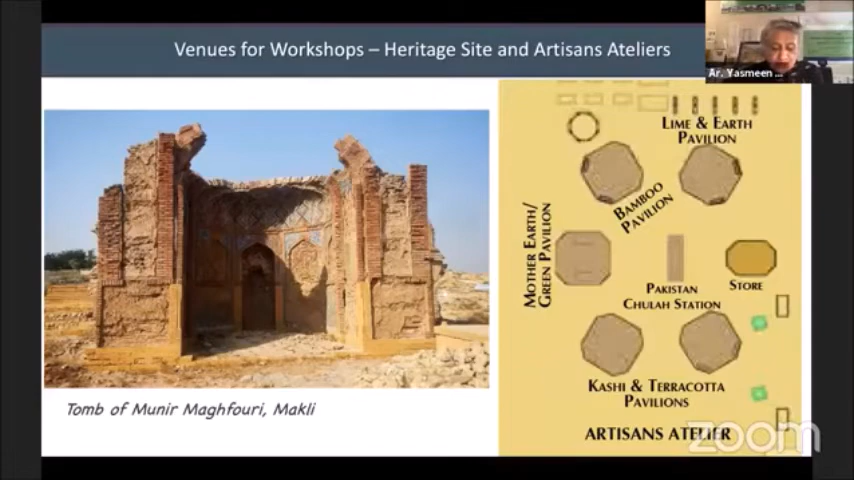 Venues for Workshops – Heritage Site and Artisans Ateliers
Ar. Yasmeen ...
Tomb of Munir Maghfouri, Makli
LIME & EARTH
PAVILION
BAMBOO
PAVILION
MOTHER EARTH/
GREEN PAVILION
PAKISTAN
CHULAH STATION
STORE
KASHI & TERRACOTTA
PAVILIONS
ARTISANS ATELIER
zoom